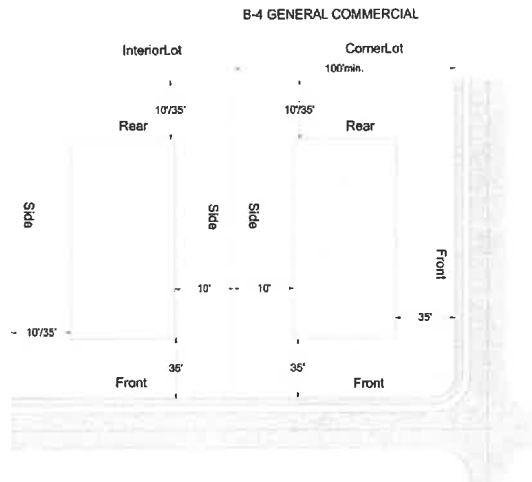 B-4 GENERAL COMMERCIAL
InteriorLot
CornerLot
100'min.
10'/35'
10'/35'
Rear
Rear
Side
Side
Side
Front
10'
10'
35'
10'/35'
35'
35'
Front
Front